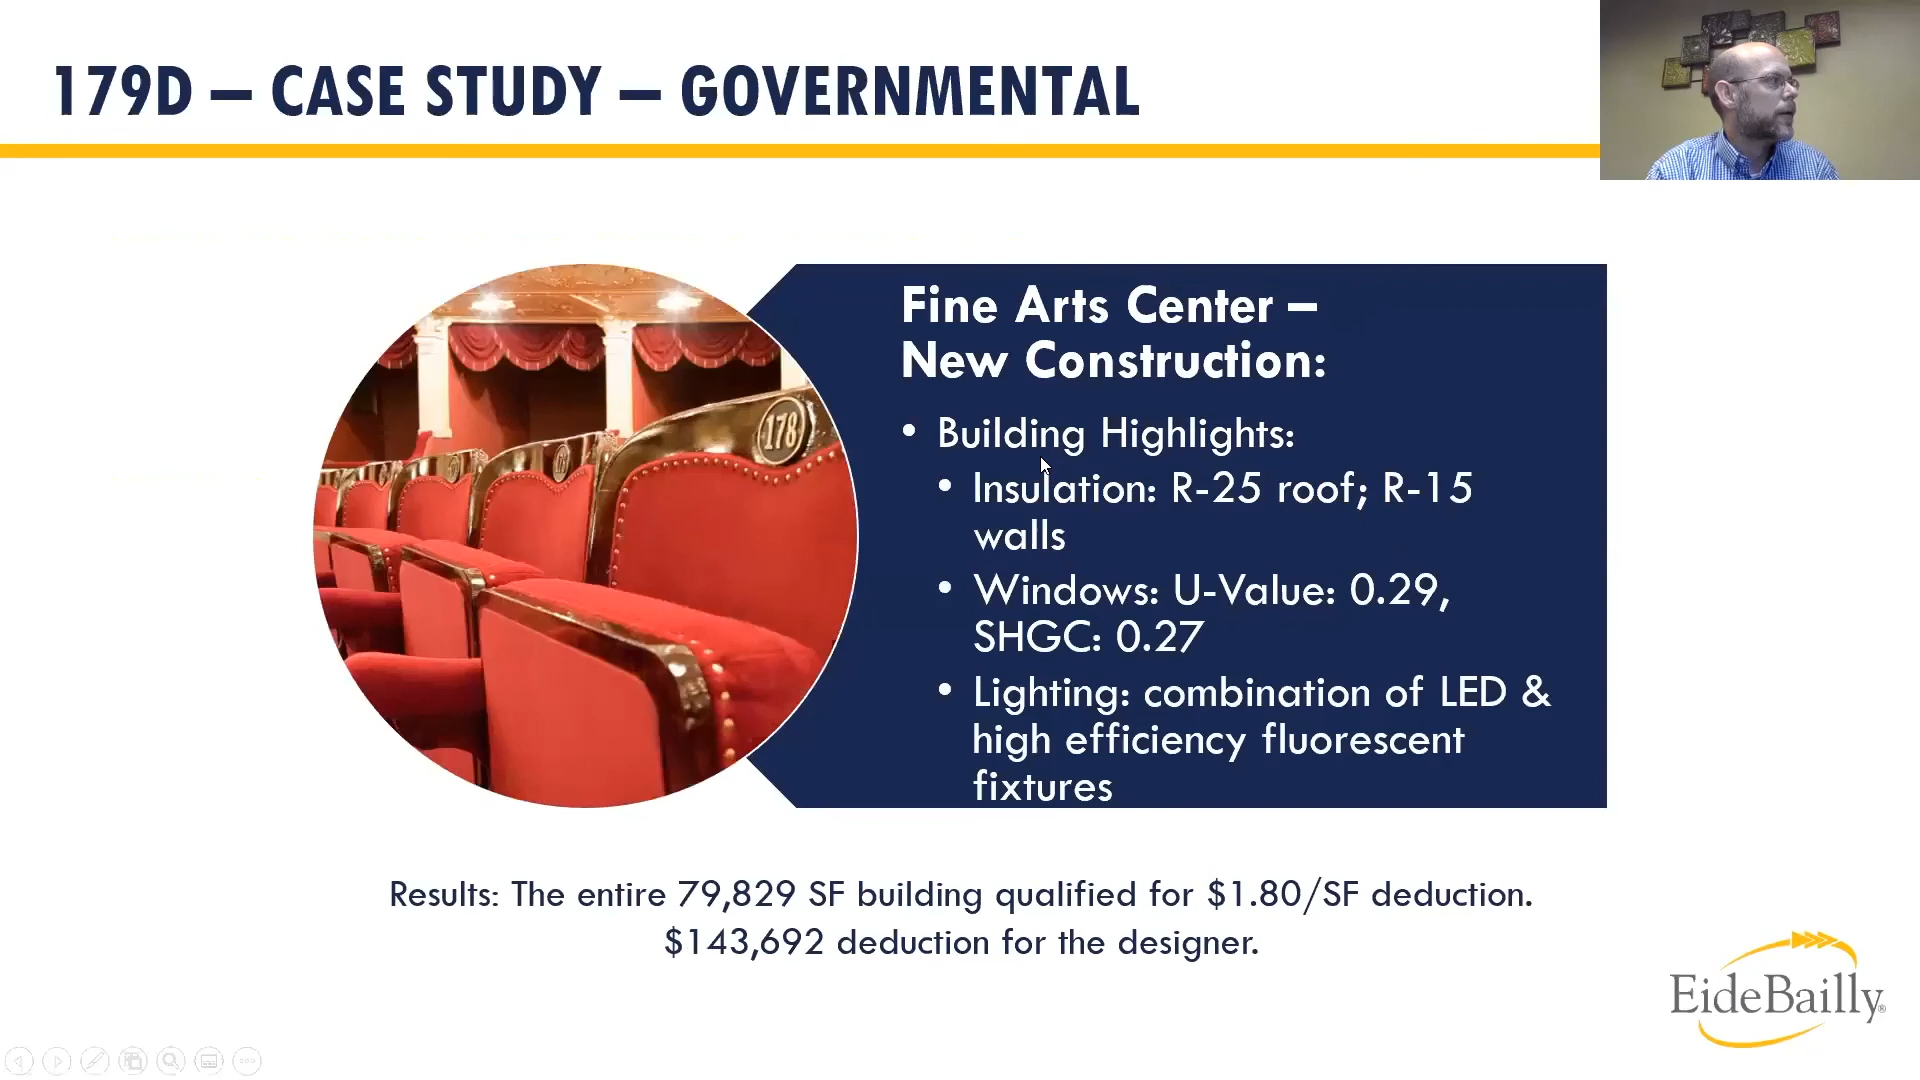 179D – CASE STUDY – GOVERNMENTAL
Fine Arts Center –
New Construction:
• Building Highlights:
• Insulation: R-25 roof; R-15
walls
• Windows: U-Value: 0.29,
SHGC: 0.27
• Lighting: combination of LED &
high efficiency fluorescent
fixtures
178
Results: The entire 79,829 SF building qualified for $1.80/SF deduction.
$143,692 deduction for the designer.
EideBailly®